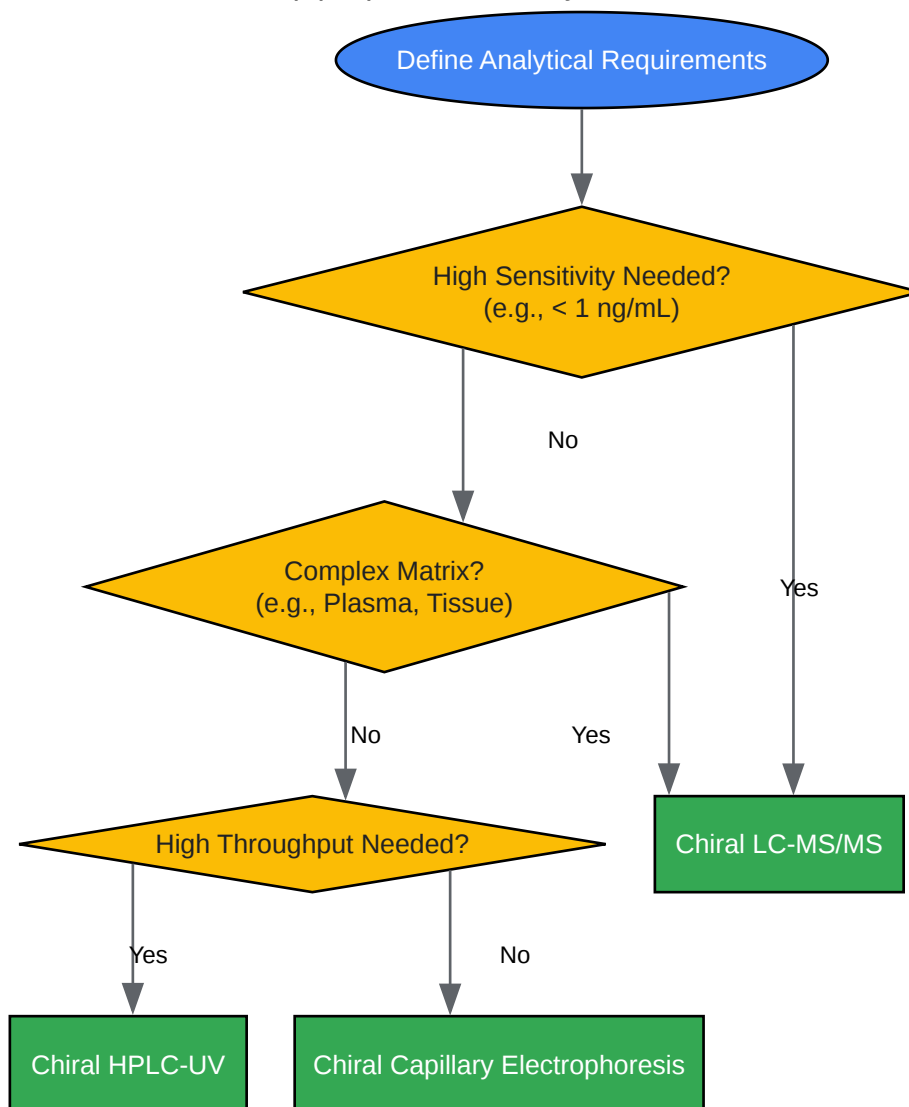 Define Analytical Requirements
High Sensitivity Needed?
(e.g., < 1 ng/mL)
No
Complex Matrix?
(e.g., Plasma, Tissue)
Yes
No
Yes
High Throughput Needed?
Chiral LC-MS/MS
Yes
No
Chiral HPLC-UV
Chiral Capillary Electrophoresis